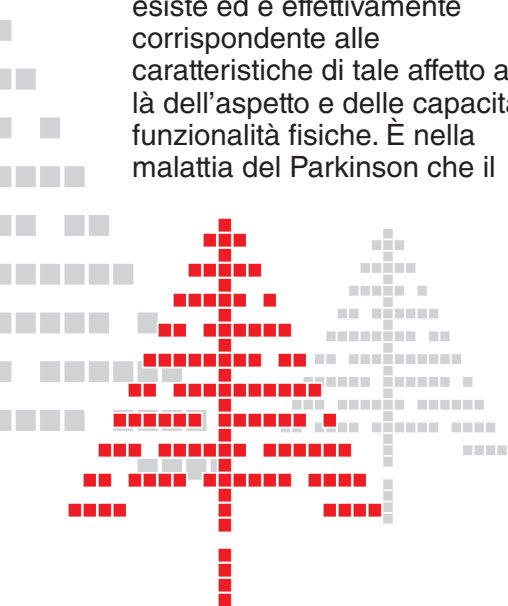 esiste ed è effettivamente
corrispondente alle
caratteristiche di tale affetto a
là dell'aspetto e delle capacit
funzionalità fisiche. È nella
malattia del Parkinson che il